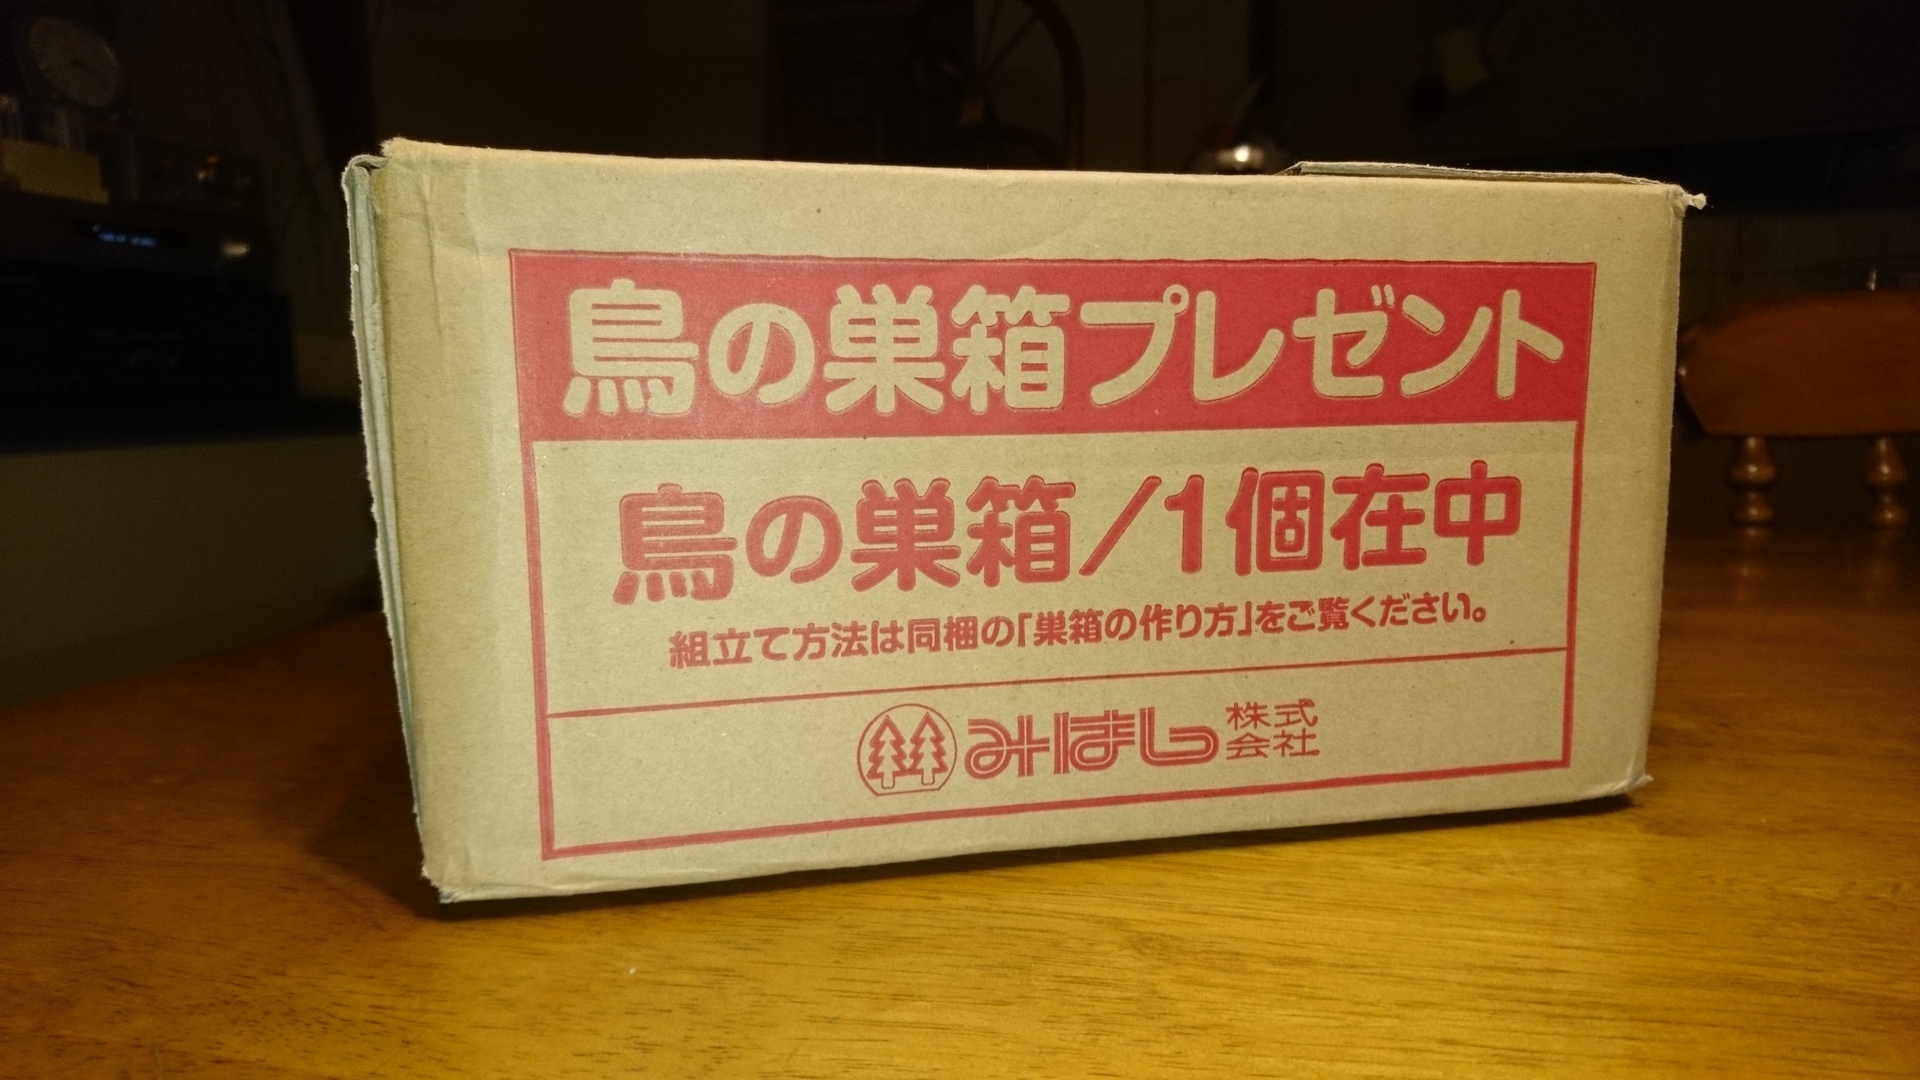 鳥の巣箱プレゼント
鳥の巣箱/1個在中
組立て方法は同梱の｢巣箱の作り方｣をご覧ください。
みはし株式会社